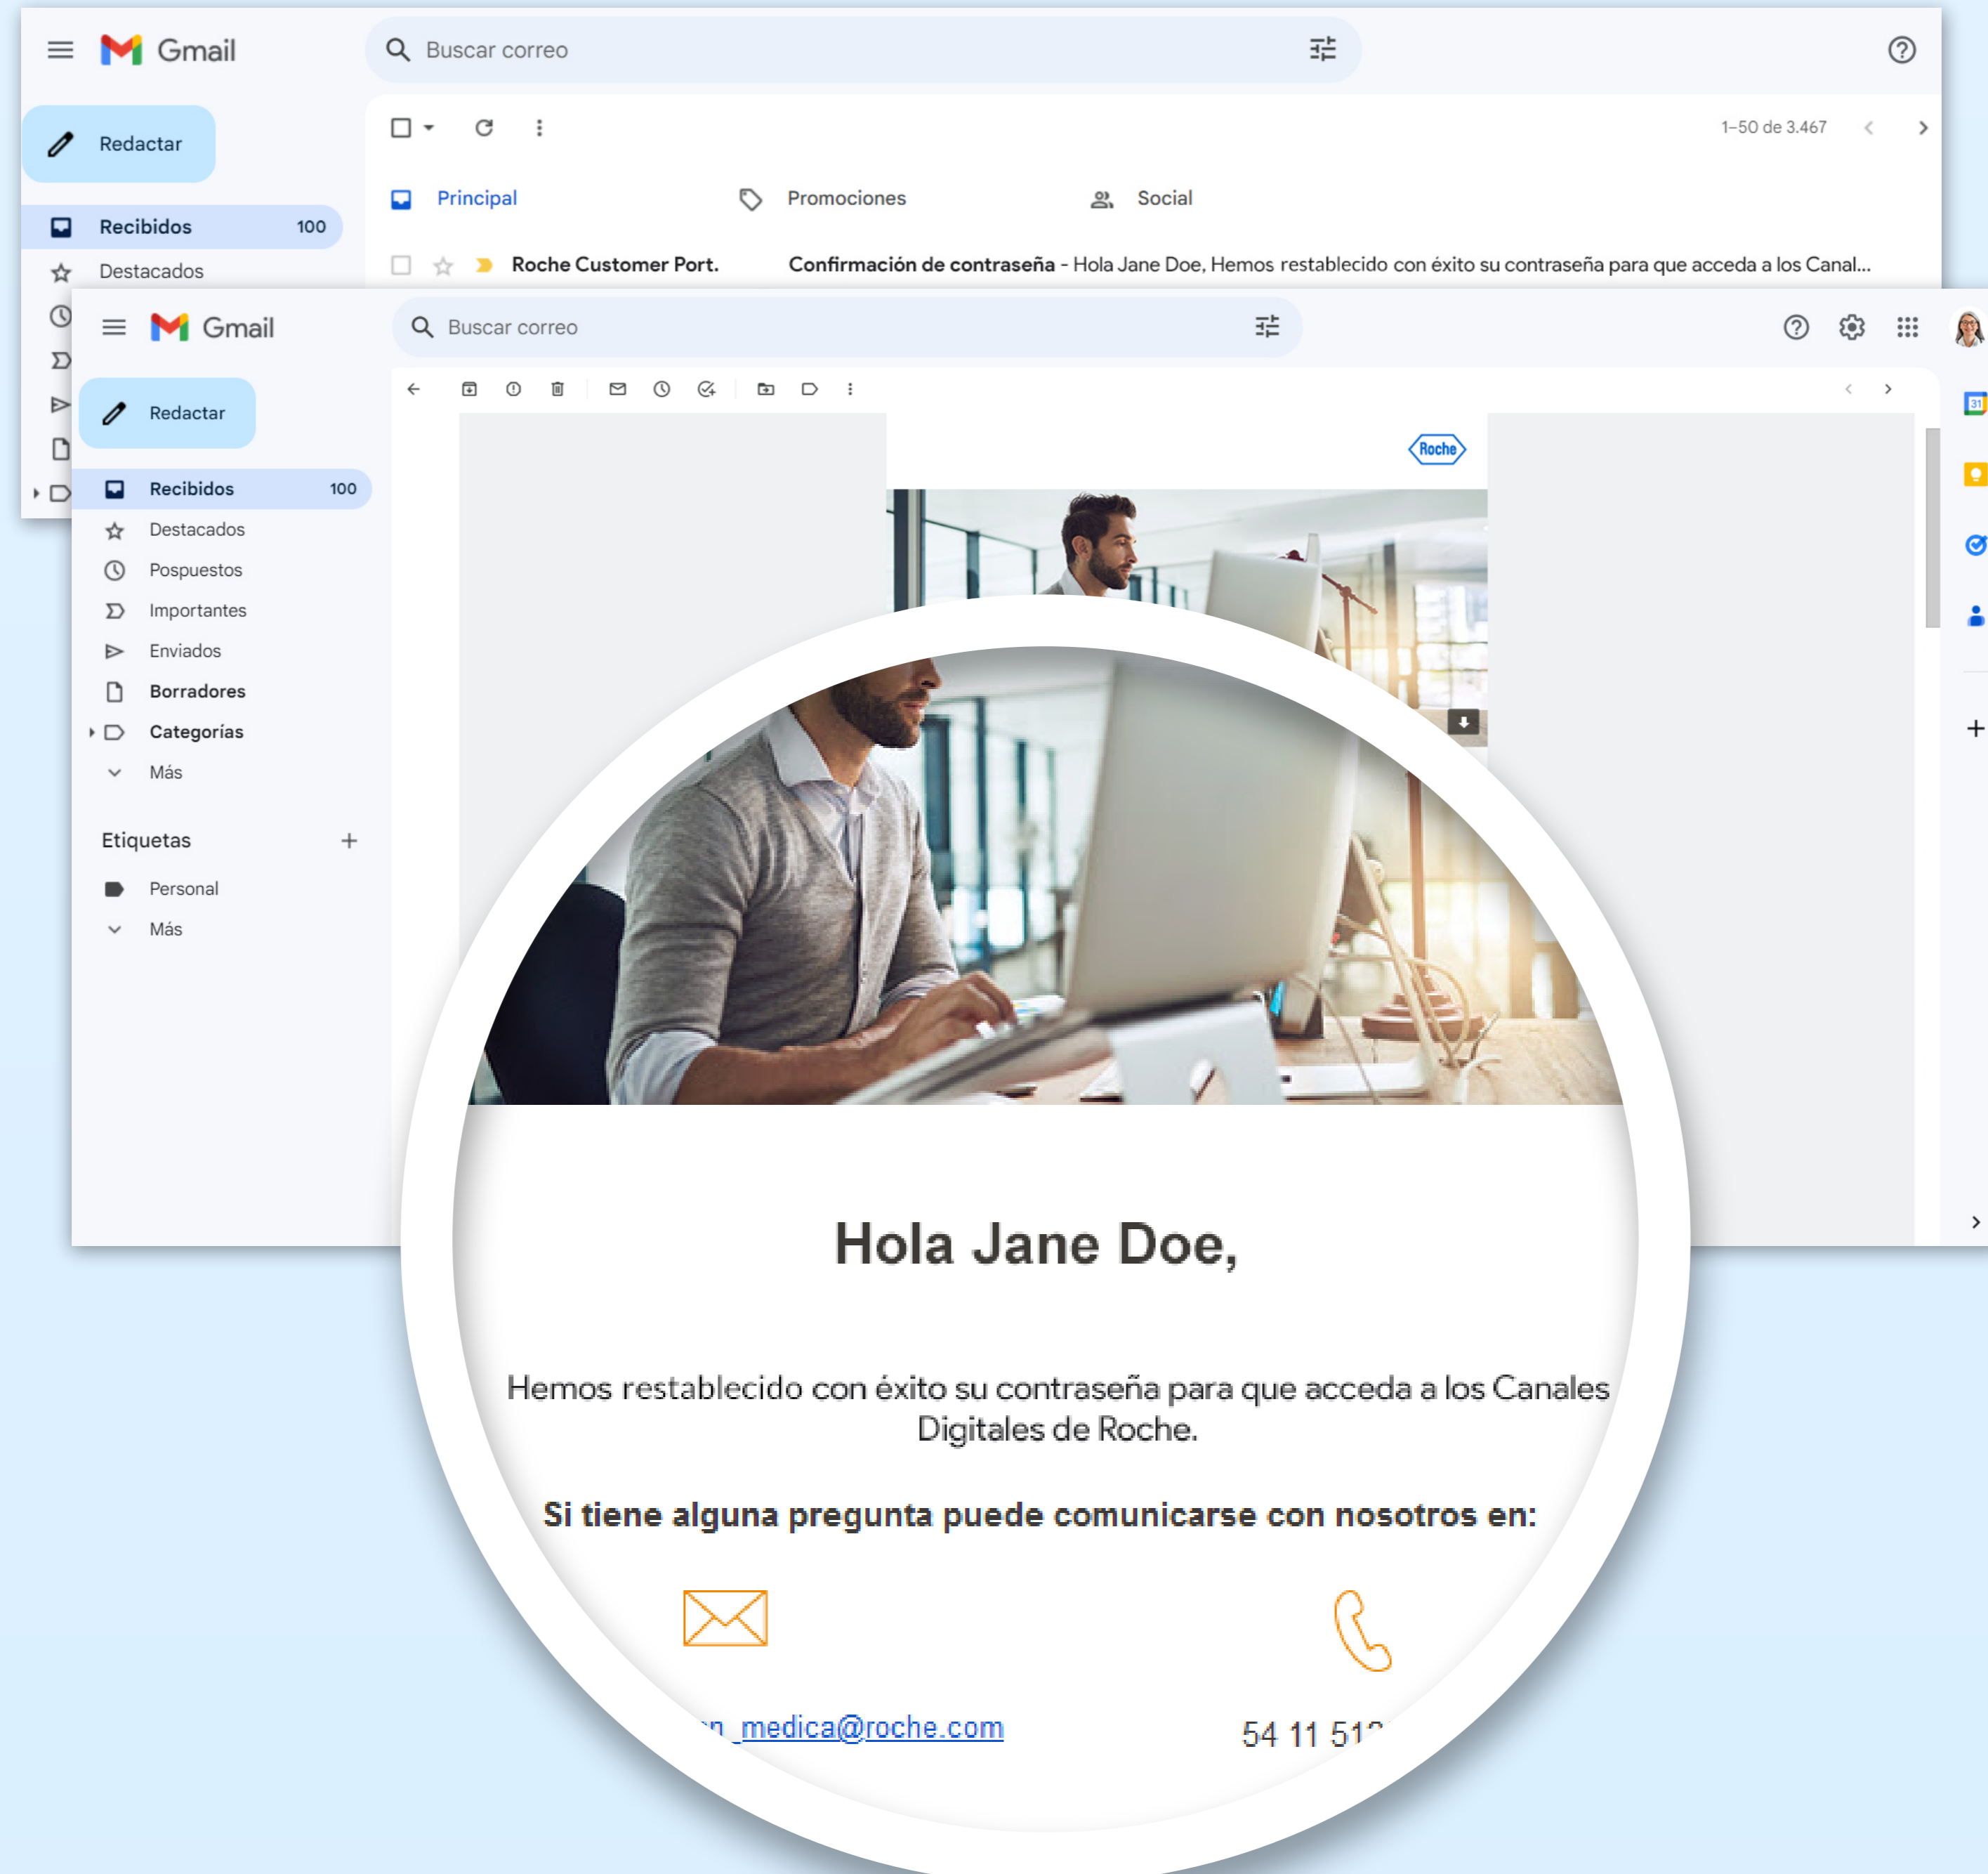 Gmail
Buscar correo
Redactar
1–50 de 3.467
Principal
Promociones
Social
Recibidos 100
Destacados
Roche Customer Port. Confirmación de contraseña - Hola Jane Doe, Hemos restablecido con éxito su contraseña para que acceda a los Canal...
Gmail
Buscar correo
Redactar
Recibidos 100
Destacados
Pospuestos
Importantes
Enviados
Borradores
Categorías
Más
Etiquetas
Personal
Más
Roche
31
Hola Jane Doe,
Hemos restablecido con éxito su contraseña para que acceda a los Canales
Digitales de Roche.
Si tiene alguna pregunta puede comunicarse con nosotros en:
_medica@roche.com
54 11